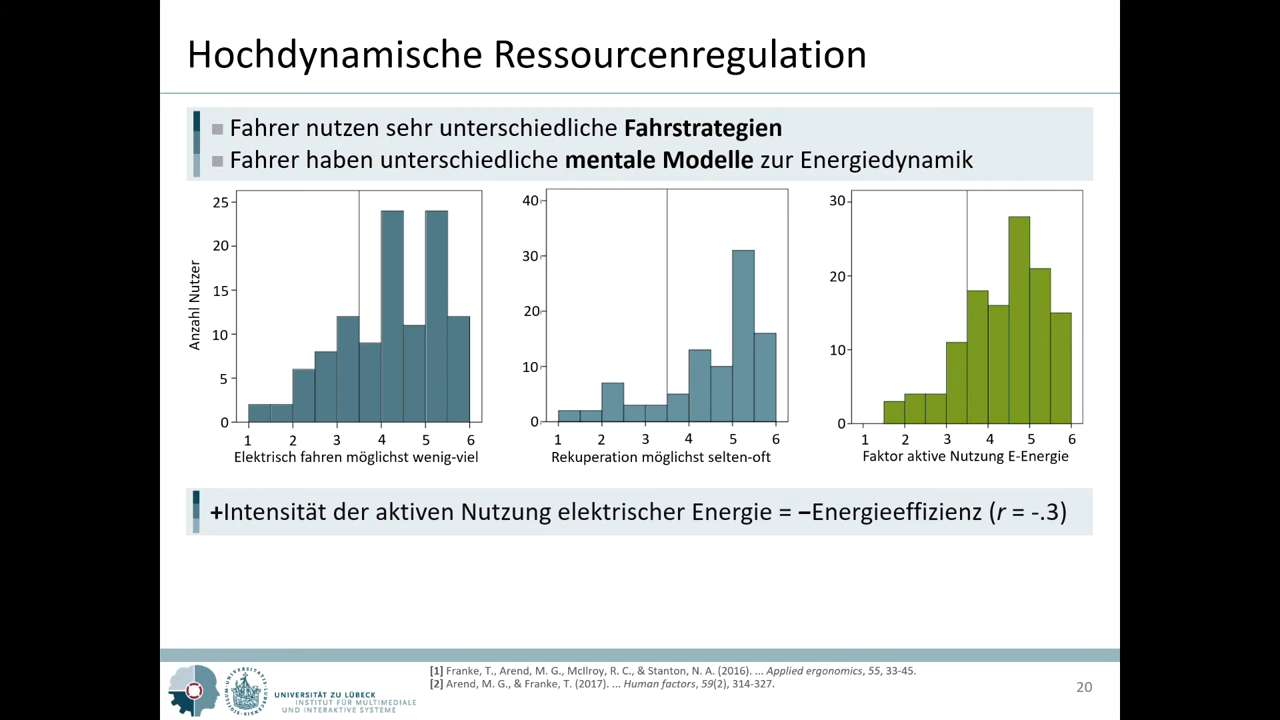 Hochdynamische Ressourcenregulation
Fahrer nutzen sehr unterschiedliche Fahrstrategien
Fahrer haben unterschiedliche mentale Modelle zur Energiedynamik
Anzahl Nutzer
25
20
15
10
5
0
1 2 3 4 5 6
Elektrisch fahren möglichst wenig-viel
40
30
20
10
0
1 2 3 4 5 6
Rekuperation möglichst selten-oft
30
20
10
0
1 2 3 4 5 6
Faktor aktive Nutzung E-Energie
+Intensität der aktiven Nutzung elektrischer Energie = –Energieeffizienz (r = -.3)
UNIVERSITÄT ZU LÜBECK
INSTITUT FÜR MULTIMEDIALE
UND INTERAKTIVE SYSTEME
[1] Franke, T., Arend, M. G., McIlroy, R. C., & Stanton, N. A. (2016). ... Applied ergonomics, 55, 33-45.
[2] Arend, M. G., & Franke, T. (2017). ... Human factors, 59(2), 314-327.
20